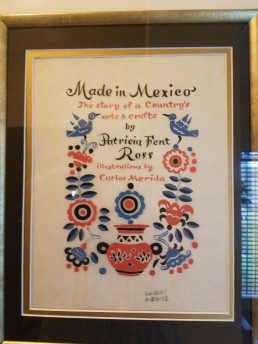 Made in Mexico
The story of a Country's
arts & crafts
by
Patricia Fent
Ross
illustrations by
Carlos Merida